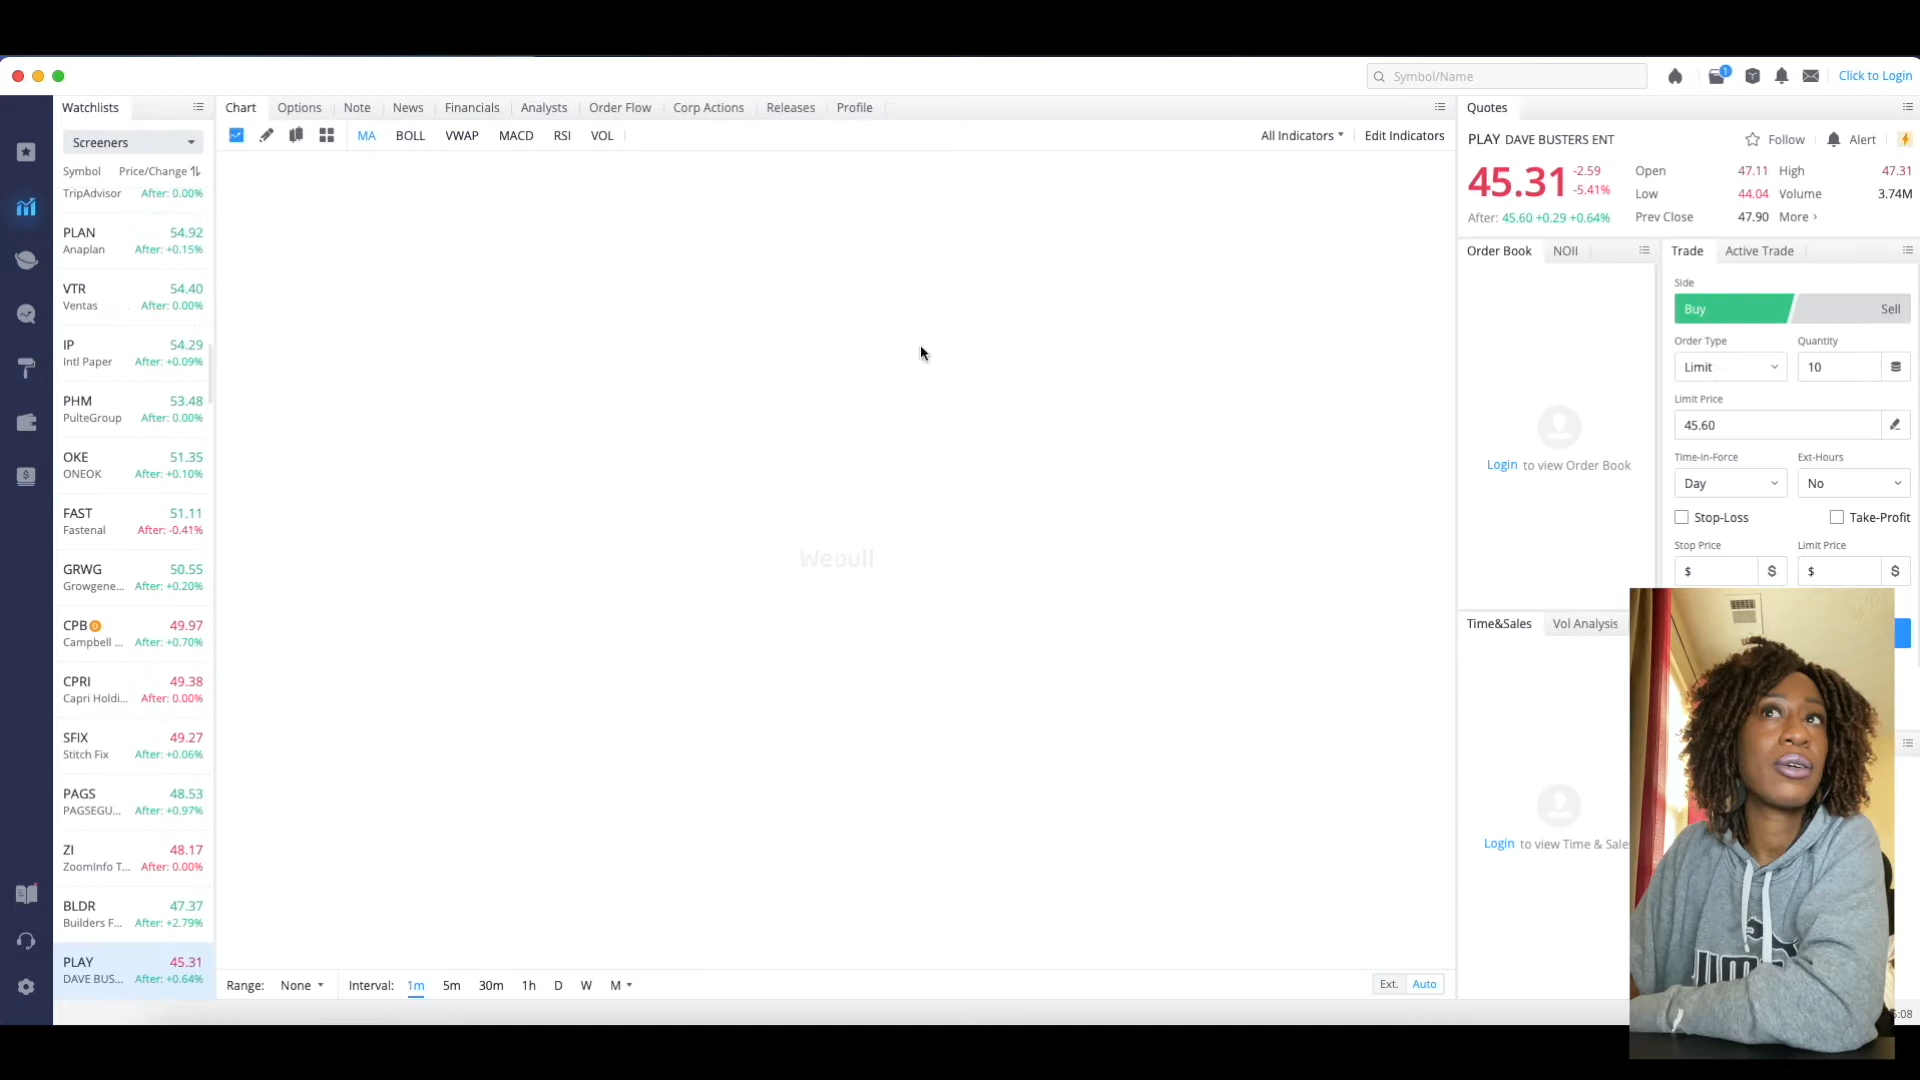 Symbol/Name
1
Click to Login
Watchlists
Chart Options Note News Financials Analysts Order Flow Corp Actions Releases Profile
Quotes
Screeners
MA BOLL VWAP MACD RSI VOL
All Indicators
Edit Indicators
Symbol Price/Change
TripAdvisor After: 0.00%
PLAN 54.92
Anaplan After: +0.15%
VTR 54.40
Ventas After: 0.00%
IP 54.29
Intl Paper After: +0.09%
PHM 53.48
PulteGroup After: 0.00%
OKE 51.35
ONEOK After: +0.10%
FAST 51.11
Fastenal After: -0.41%
GRWG 50.55
Growgene... After: +0.20%
CPB D 49.97
Campbell ... After: +0.70%
CPRI 49.38
Capri Holdi... After: 0.00%
SFIX 49.27
Stitch Fix After: +0.06%
PAGS 48.53
PAGSEGU... After: +0.97%
ZI 48.17
ZoomInfo T... After: 0.00%
BLDR 47.37
Builders F... After: +2.79%
PLAY 45.31
DAVE BUS... After: +0.64%
Webull
Range: None Interval: 1m 5m 30m 1h D W M
Ext. Auto
PLAY DAVE BUSTERS ENT
Follow Alert
45.31 -2.59 -5.41%
After: 45.60 +0.29 +0.64%
Open 47.11 High 47.31
Low 44.04 Volume 3.74M
Prev Close 47.90 More
Order Book NOII
Login to view Order Book
Time&Sales Vol Analysis
Login to view Time & Sale
Trade Active Trade
Side
Buy Sell
Order Type Quantity
Limit 10
Limit Price
45.60
Time-in-Force Ext-Hours
Day No
Stop-Loss Take-Profit
Stop Price Limit Price
$ $ $ $
:08